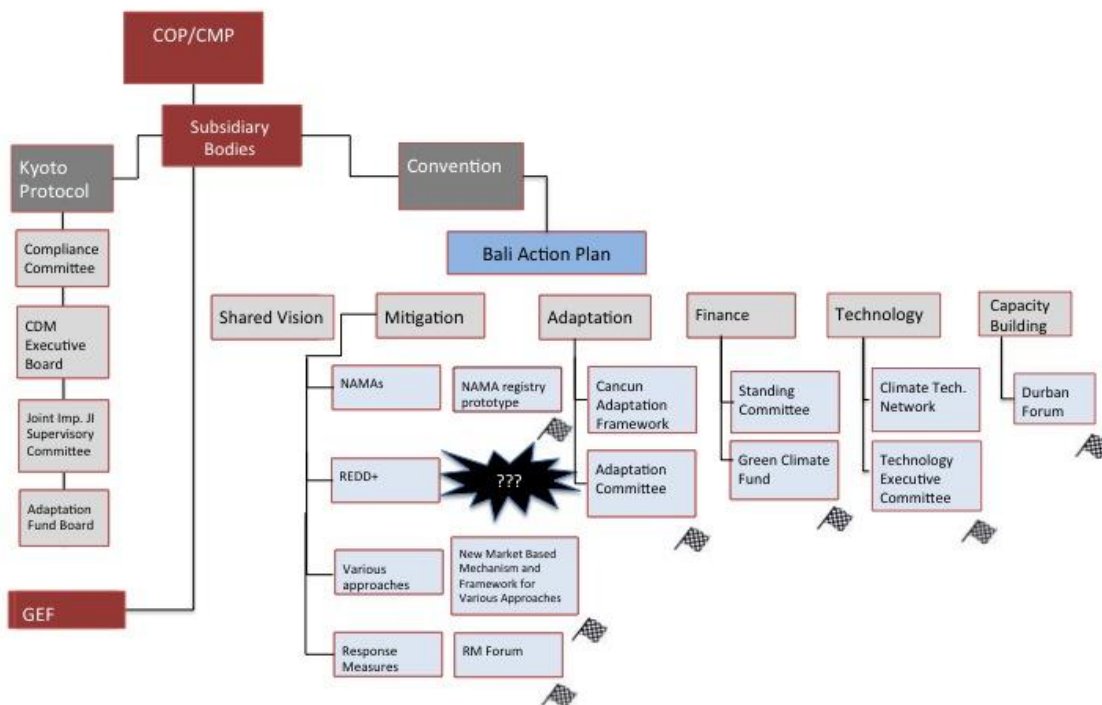 COP/CMP
Subsidiary
Bodies
Kyoto
Protocol
Convention
Compliance
Committee
Bali Action Plan
CDM
Executive
Board
Shared Vision
Mitigation
Adaptation
Finance
Technology
Capacity
Building
NAMAs
NAMA registry
prototype
Cancun
Adaptation
Framework
Standing
Committee
Climate Tech.
Network
Durban
Forum
Joint Imp. JI
Supervisory
Committee
REDD+
???
Adaptation
Committee
Green Climate
Fund
Technology
Executive
Committee
Adaptation
Fund Board
Various
approaches
New Market Based
Mechanism and
Framework for
Various Approaches
GEF
Response
Measures
RM Forum